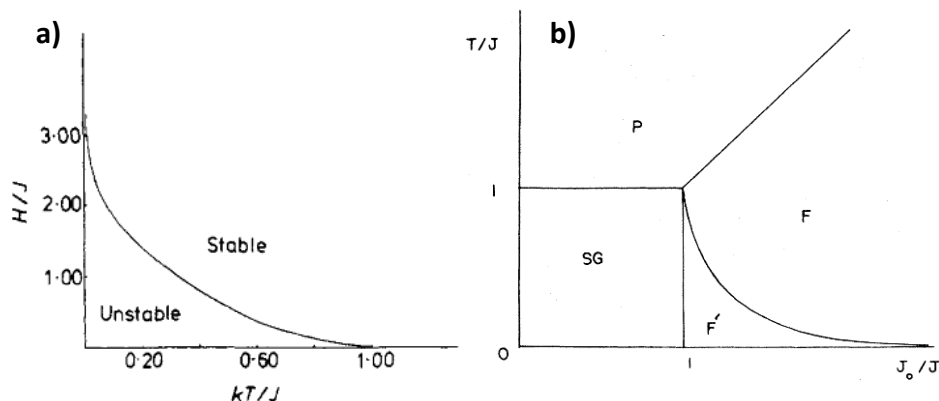 a)
H/J
3·00
2·00
1·00
Stable
Unstable
0·20
0·60
1·00
kT/J
b)
T/J
P
1
SG
F
F′
0
1
J₀/J